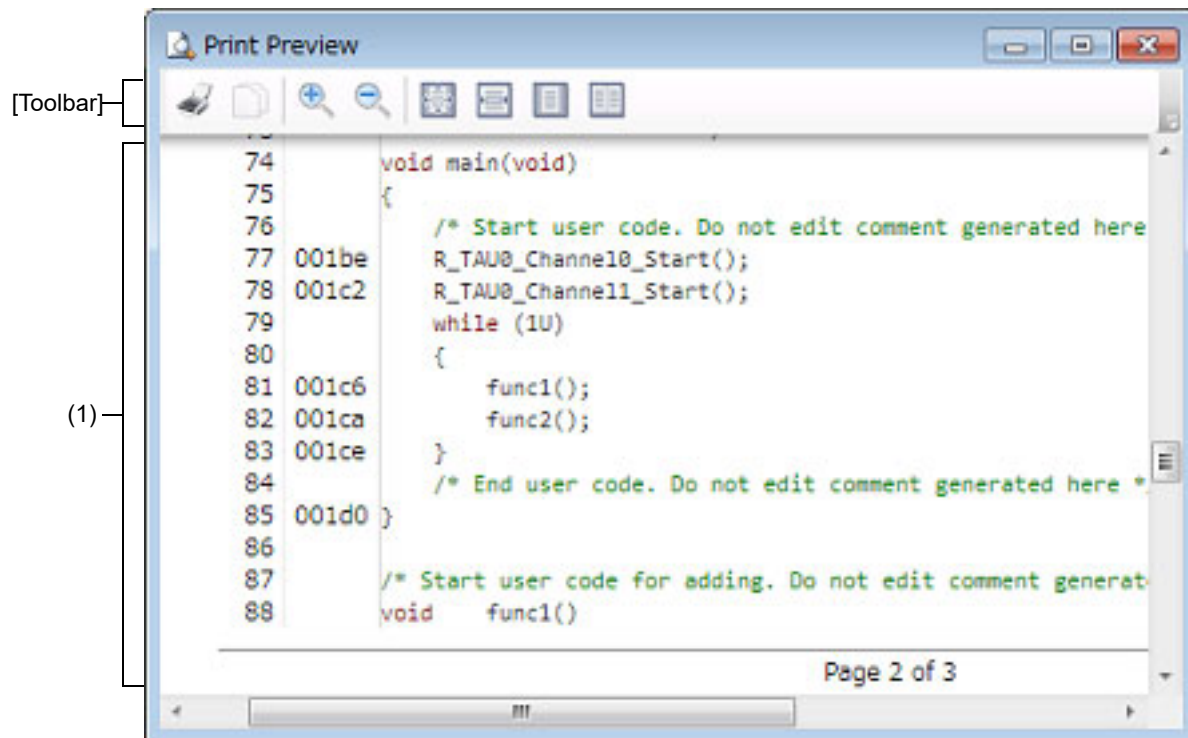 Print Preview
[Toolbar]
74 void main(void)
75 {
76 /* Start user code. Do not edit comment generated here
77 001be R_TAU0_Channel0_Start();
78 001c2 R_TAU0_Channel1_Start();
79 while (1U)
80 {
81 001c6 func1();
(1)
82 001ca func2();
83 001ce }
84 /* End user code. Do not edit comment generated here *
85 001d0 }
86
87 /* Start user code for adding. Do not edit comment generat
88 void func1()
Page 2 of 3